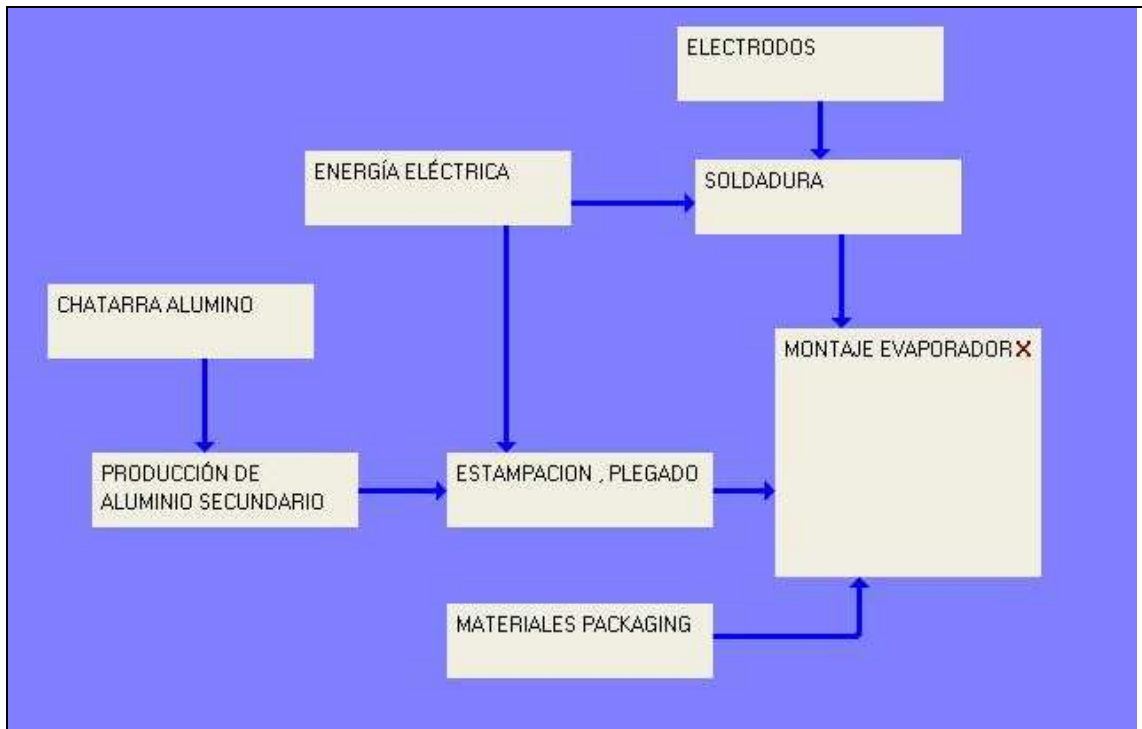 ELECTRODOS
ENERGÍA ELÉCTRICA
SOLDADURA
CHATARRA ALUMINO
MONTAJE EVAPORADOR X
PRODUCCIÓN DE
ALUMINIO SECUNDARIO
ESTAMPACION , PLEGADO
MATERIALES PACKAGING